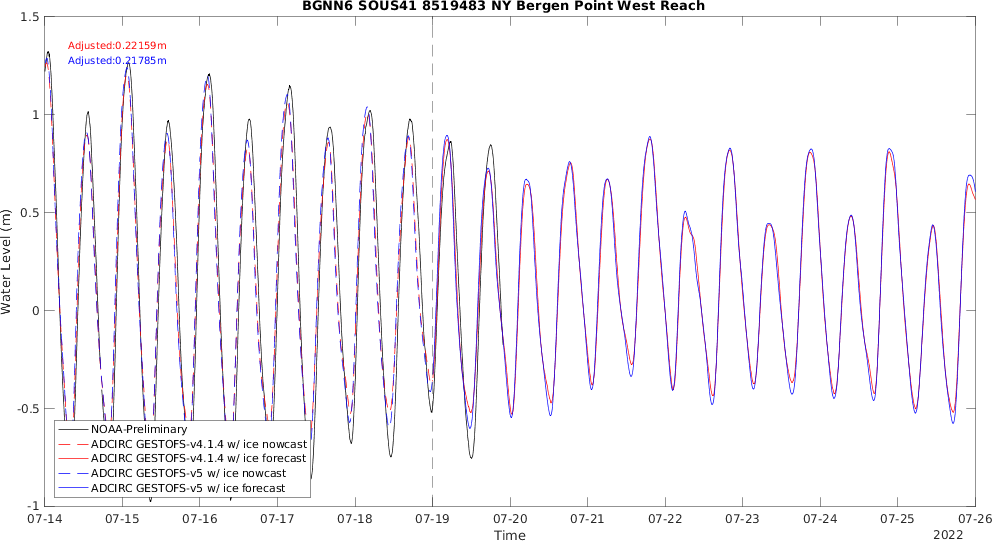 BGNN6 SOUS41 8519483 NY Bergen Point West Reach
1.5
Adjusted:0.22159m
Adjusted:0.21785m
1
0.5
0
-0.5
-1
Water Level (m)
NOAA-Preliminary
ADCIRC GESTOFS-v4.1.4 w/ ice nowcast
ADCIRC GESTOFS-v4.1.4 w/ ice forecast
ADCIRC GESTOFS-v5 w/ ice nowcast
ADCIRC GESTOFS-v5 w/ ice forecast
07-14 07-15 07-16 07-17 07-18 07-19 07-20 07-21 07-22 07-23 07-24 07-25 07-26
Time
2022